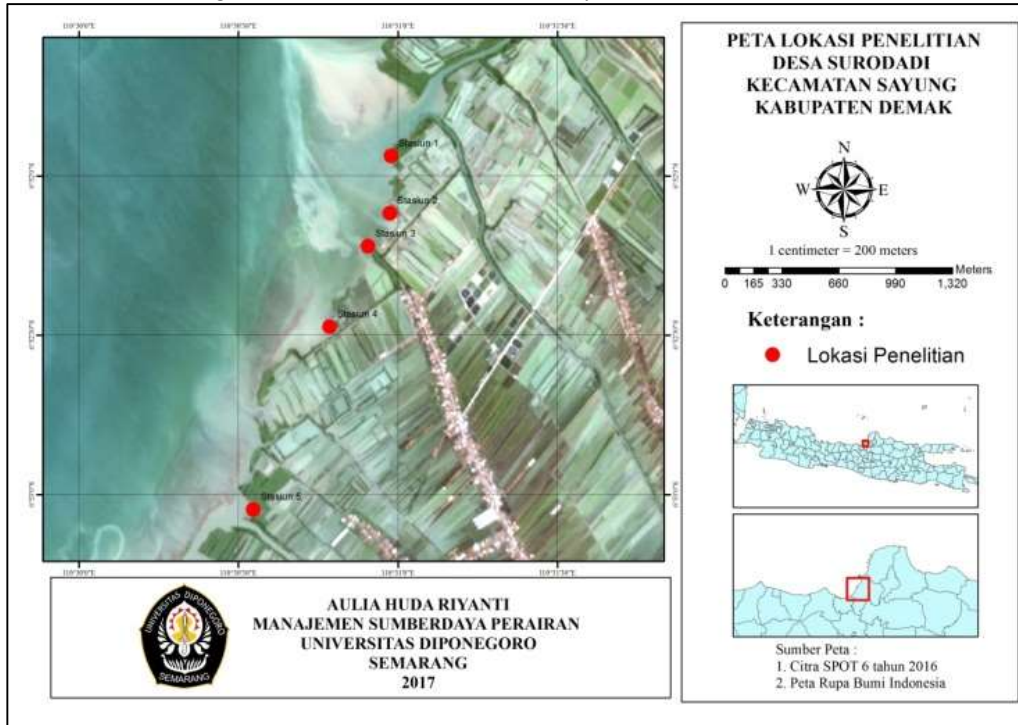 PETA LOKASI PENELITIAN
DESA SURODADI
KECAMATAN SAYUNG
KABUPATEN DEMAK
N
W E
S
1 centimeter = 200 meters
Meters
0 165 330 660 990 1,320
Keterangan :
Lokasi Penelitian
Sumber Peta :
1. Citra SPOT 6 tahun 2016
2. Peta Rupa Bumi Indonesia
Stasiun 1
Stasiun 2
Stasiun 3
Stasiun 4
Stasiun 5
UNIVERSITAS DIPONEGORO
SEMARANG
AULIA HUDA RIYANTI
MANAJEMEN SUMBERDAYA PERAIRAN
UNIVERSITAS DIPONEGORO
SEMARANG
2017